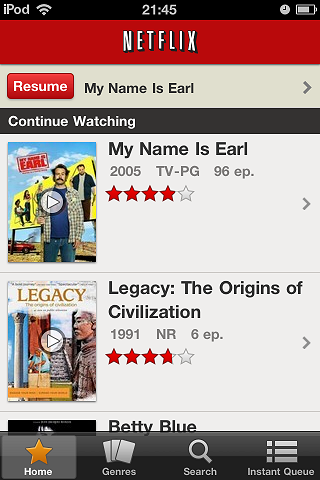 iPod 21:45
NETFLIX
Resume My Name Is Earl
Continue Watching
EARL
My Name Is Earl
2005 TV-PG 96 ep.
LEGACY
The origins of civilization
Legacy: The Origins of
Civilization
1991 NR 6 ep.
Betty Blue
Home Genres Search Instant Queue